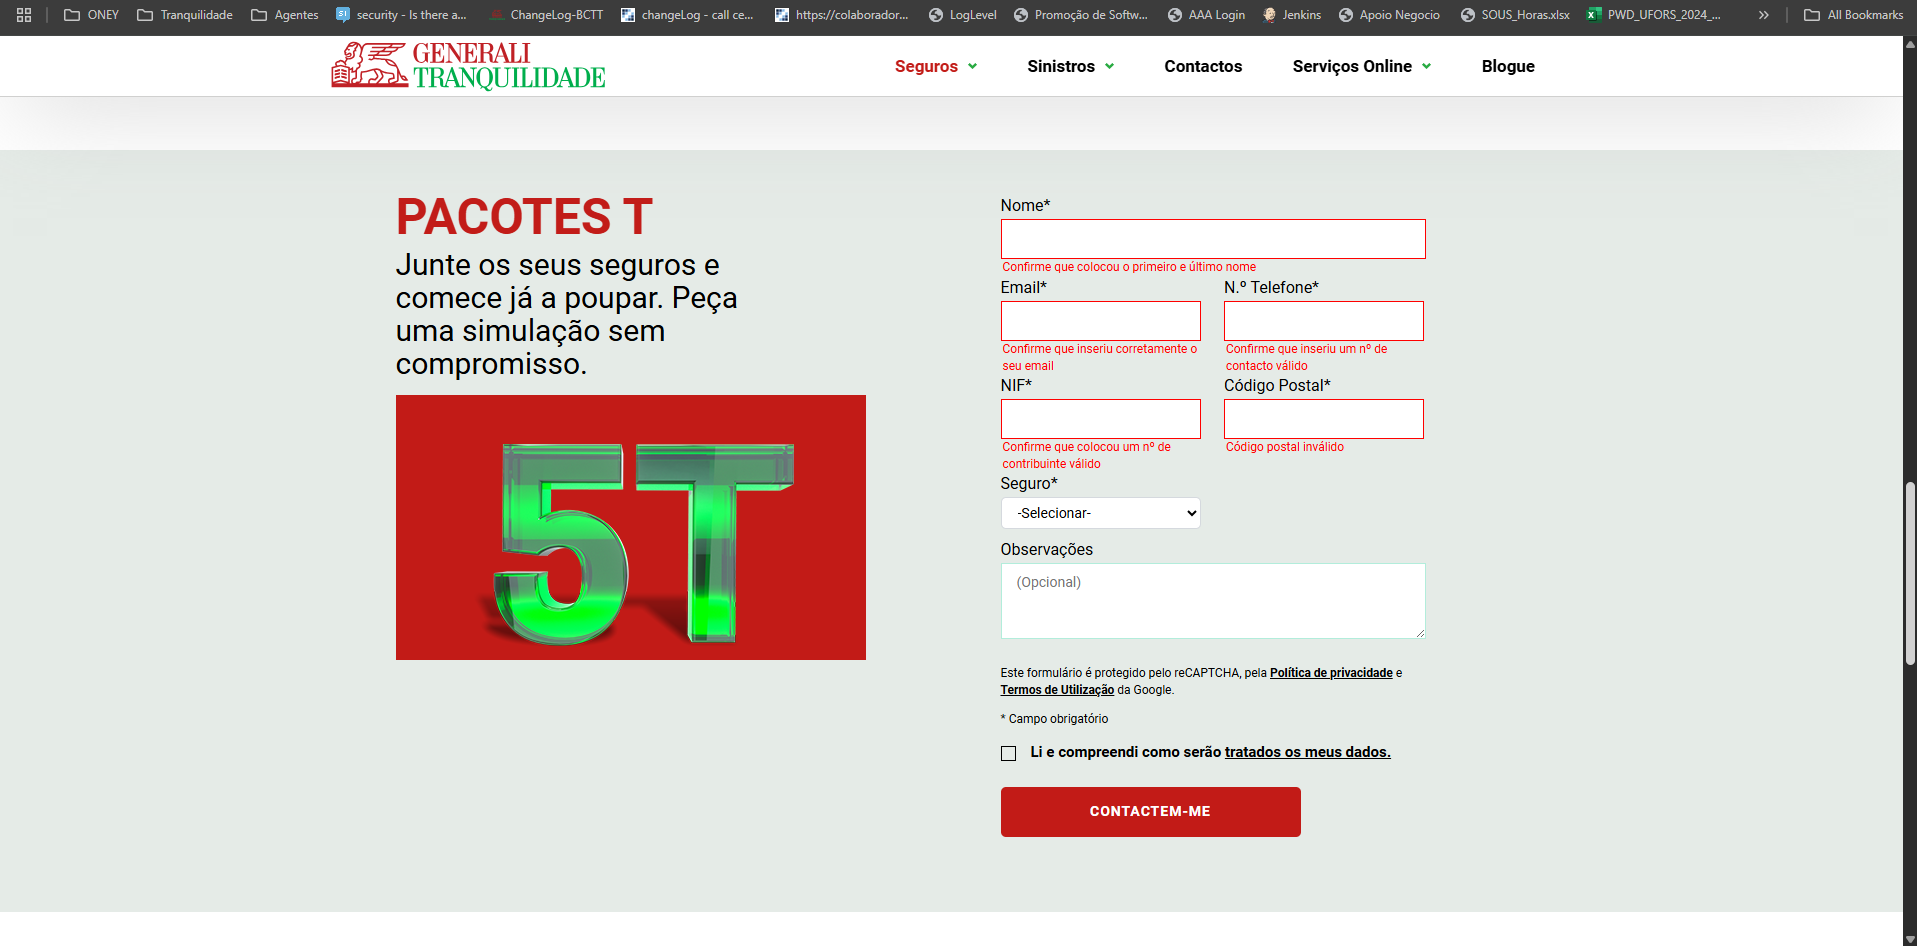 ONEY
Tranquilidade
Agentes
security - Is there a...
ChangeLog-BCTT
changeLog - call ce...
https://colaborador...
LogLevel
Promoção de Softw...
AAA Login
Jenkins
Apoio Negocio
SOUS_Horas.xlsx
PWD_UFORS_2024_...
All Bookmarks
GENERALI
TRANQUILIDADE
Seguros
Sinistros
Contactos
Serviços Online
Blogue
PACOTES T
Junte os seus seguros e
comece já a poupar. Peça
uma simulação sem
compromisso.
5T
Nome*
Confirme que colocou o primeiro e último nome
Email*
Confirme que inseriu corretamente o
seu email
N.º Telefone*
Confirme que inseriu um nº de
contacto válido
NIF*
Confirme que colocou um nº de
contribuinte válido
Código Postal*
Código postal inválido
Seguro*
-Selecionar-
Observações
(Opcional)
Este formulário é protegido pelo reCAPTCHA, pela Política de privacidade e
Termos de Utilização da Google.
* Campo obrigatório
Li e compreendi como serão tratados os meus dados.
CONTACTEM-ME